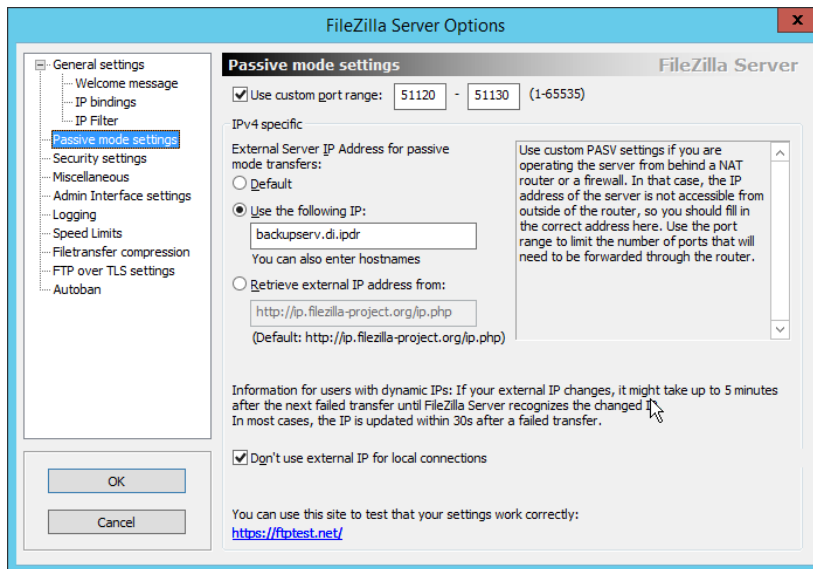 FileZilla Server Options
x
General settings
Welcome message
IP bindings
IP Filter
Passive mode settings
Security settings
Miscellaneous
Admin Interface settings
Logging
Speed Limits
Filetransfer compression
FTP over TLS settings
Autoban
OK
Cancel
Passive mode settings
FileZilla Server
Use custom port range: 51120 - 51130 (1-65535)
IPv4 specific
External Server IP Address for passive
mode transfers:
Default
Use the following IP:
backupserv.di.ipdr
You can also enter hostnames
Retrieve external IP address from:
http://ip.filezilla-project.org/ip.php
(Default: http://ip.filezilla-project.org/ip.php)
Use custom PASV settings if you are
operating the server from behind a NAT
router or a firewall. In that case, the IP
address of the server is not accessible from
outside of the router, so you should fill in
the correct address here. Use the port
range to limit the number of ports that will
need to be forwarded through the router.
Information for users with dynamic IPs: If your external IP changes, it might take up to 5 minutes
after the next failed transfer until FileZilla Server recognizes the changed
In most cases, the IP is updated within 30s after a failed transfer.
Don't use external IP for local connections
You can use this site to test that your settings work correctly:
https://ftptest.net/